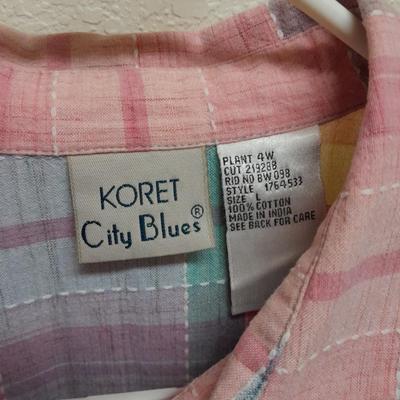 KORET
City Blues®
PLANT 4W
CUT 219288
RID NO BW 098
STYLE 1764533
SIZE L
100% COTTON
MADE IN INDIA
SEE BACK FOR CARE